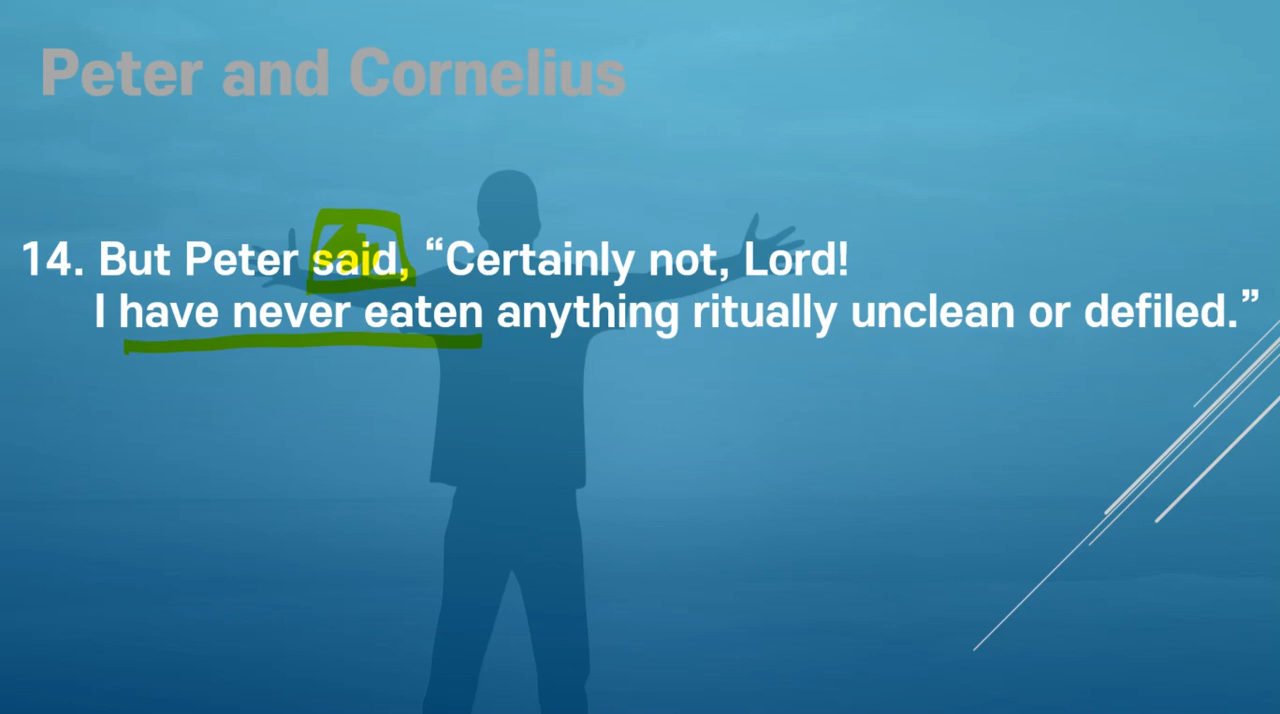 Peter and Cornelius
14. But Peter said, “Certainly not, Lord!
I have never eaten anything ritually unclean or defiled.”